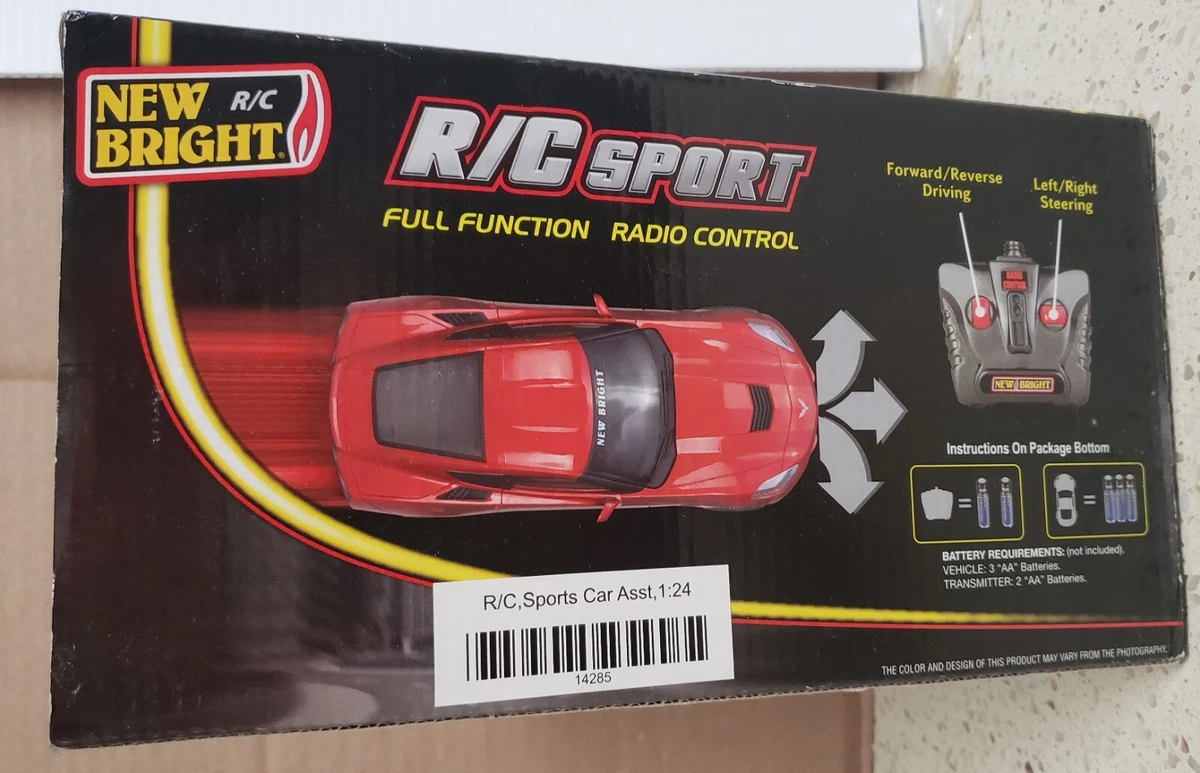 NEW R/C
BRIGHT®
R/C SPORT
FULL FUNCTION RADIO CONTROL
Forward/Reverse
Driving
Left/Right
Steering
RADIO
CONTROL
NEW BRIGHT
NEW BRIGHT
Instructions On Package Bottom
=
=
BATTERY REQUIREMENTS: (not included).
VEHICLE: 3 "AA" Batteries.
TRANSMITTER: 2 "AA" Batteries.
R/C,Sports Car Asst,1:24
14285
THE COLOR AND DESIGN OF THIS PRODUCT MAY VARY FROM THE PHOTOGRAPHY.